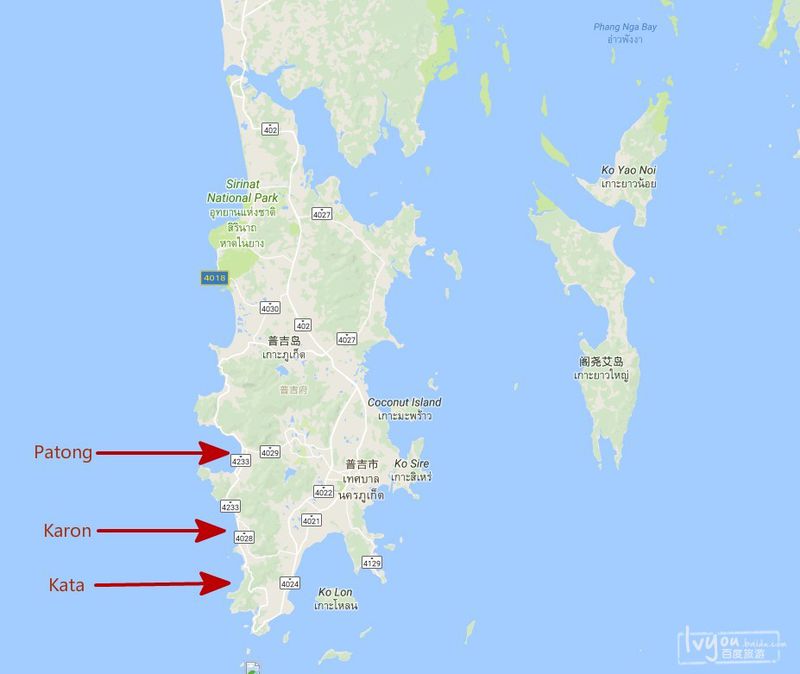 Phang Nga Bay
อ่าวพังงา
402
Ko Yao Noi
เกาะยาวน้อย
Sirinat
National Park
อุทยานแห่งชาติ
สิรินาถ
หาดในยาง
4027
4018
4030
402
4027
普吉岛
เกาะภูเก็ต
阁尧艾岛
เกาะยาวใหญ่
普吉府
Coconut Island
เกาะมะพร้าว
Patong
4029
4233
普吉市
เทศบาล
นครภูเก็ต
Ko Sire
เกาะสิเหร่
4022
4233
4021
Karon
4028
4129
Kata
4024
Ko Lon
เกาะโหลน
lvyou.baidu.com
百度旅游